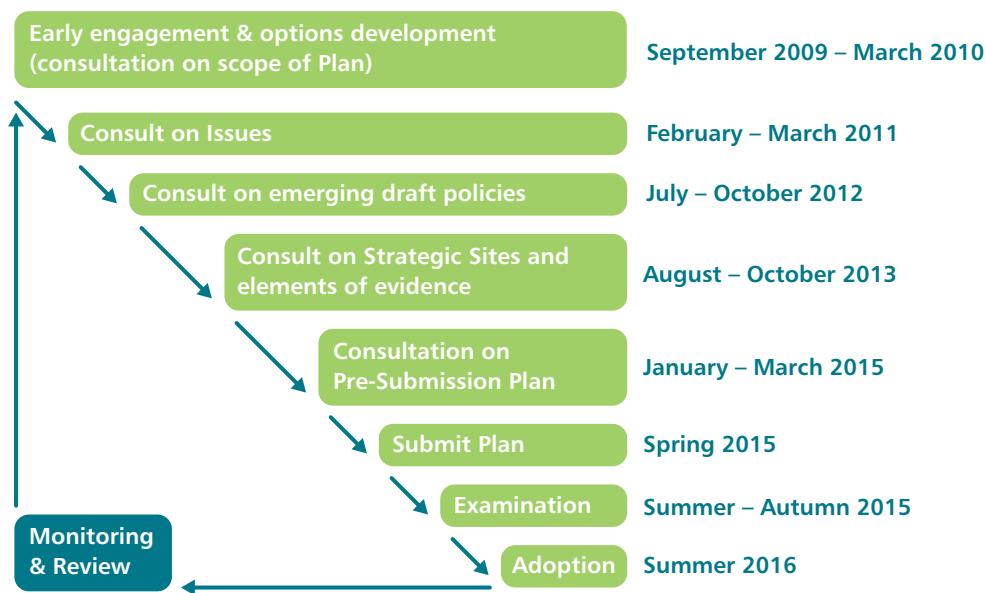 Early engagement & options development
(consultation on scope of Plan)
September 2009 – March 2010
Consult on Issues
February – March 2011
Consult on emerging draft policies
July – October 2012
Consult on Strategic Sites and
elements of evidence
August – October 2013
Consultation on
Pre-Submission Plan
January – March 2015
Submit Plan
Spring 2015
Examination
Summer – Autumn 2015
Adoption
Summer 2016
Monitoring
& Review